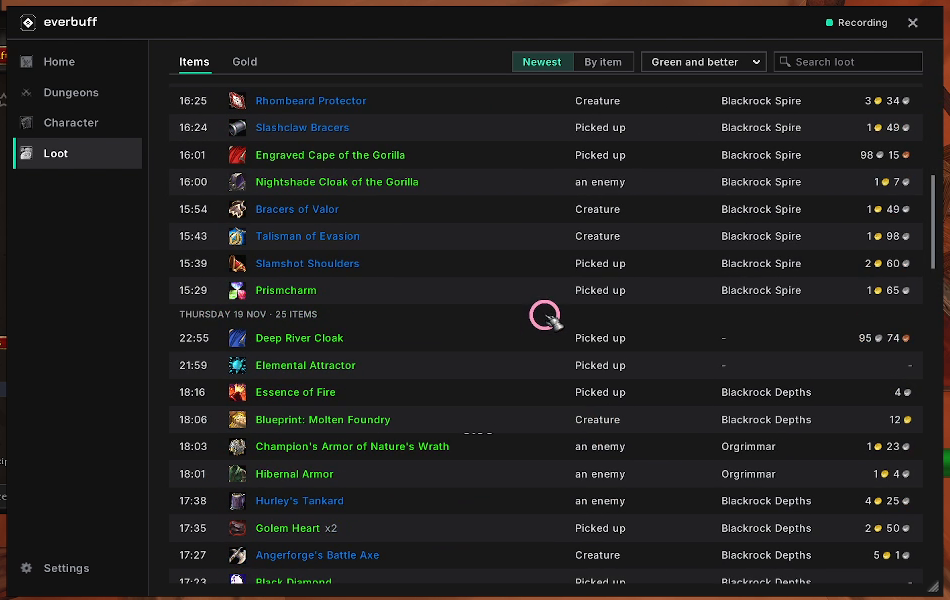 everbuff
Recording
Home
Dungeons
Character
Loot
Settings
Items Gold Newest By item Green and better Search loot
16:25 Rhombeard Protector Creature Blackrock Spire 3 34
16:24 Slashclaw Bracers Picked up Blackrock Spire 1 49
16:01 Engraved Cape of the Gorilla Picked up Blackrock Spire 98 15
16:00 Nightshade Cloak of the Gorilla an enemy Blackrock Spire 1 7
15:54 Bracers of Valor Creature Blackrock Spire 1 49
15:43 Talisman of Evasion Creature Blackrock Spire 1 98
15:39 Slamshot Shoulders Picked up Blackrock Spire 2 60
15:29 Prismcharm Picked up Blackrock Spire 1 65
THURSDAY 19 NOV · 25 ITEMS
22:55 Deep River Cloak Picked up - 95 74
21:59 Elemental Attractor Picked up - -
18:16 Essence of Fire Picked up Blackrock Depths 4
18:06 Blueprint: Molten Foundry Creature Blackrock Depths 12
18:03 Champion's Armor of Nature's Wrath an enemy Orgrimmar 1 23
18:01 Hibernal Armor an enemy Orgrimmar 1 4
17:38 Hurley's Tankard an enemy Blackrock Depths 4 25
17:35 Golem Heart x2 Picked up Blackrock Depths 2 50
17:27 Angerforge's Battle Axe Creature Blackrock Depths 5 1
17:23 Black Diamond Picked up Blackrock Depths -